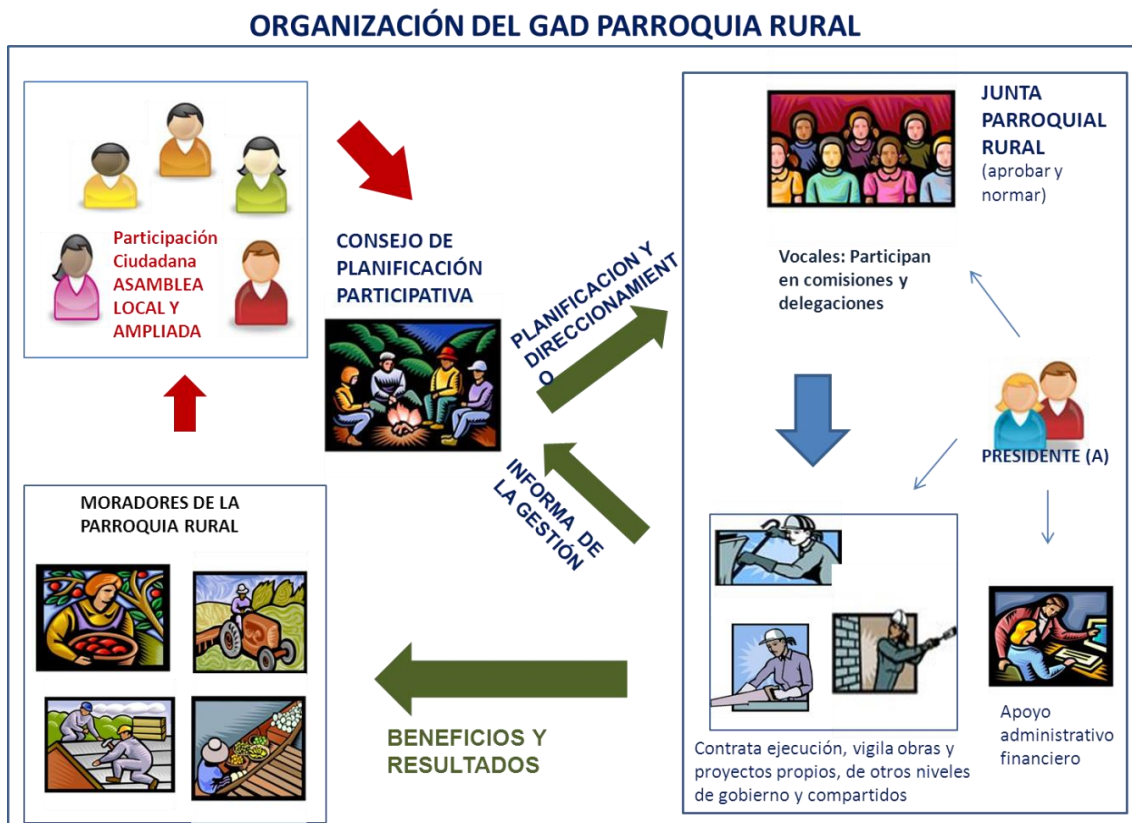 ORGANIZACIÓN DEL GAD PARROQUIA RURAL
Participación
Ciudadana
ASAMBLEA
LOCAL Y
AMPLIADA
CONSEJO DE
PLANIFICACIÓN
PARTICIPATIVA
PLANIFICACION Y
DIRECCIONAMIENT
O
INFORMA DE
LA GESTIÓN
JUNTA
PARROQUIAL
RURAL
(aprobar y
normar)
Vocales: Participan
en comisiones y
delegaciones
PRESIDENTE (A)
MORADORES DE LA
PARROQUIA RURAL
BENEFICIOS Y
RESULTADOS
Contrata ejecución, vigila obras y
proyectos propios, de otros niveles
de gobierno y compartidos
Apoyo
administrativo
financiero